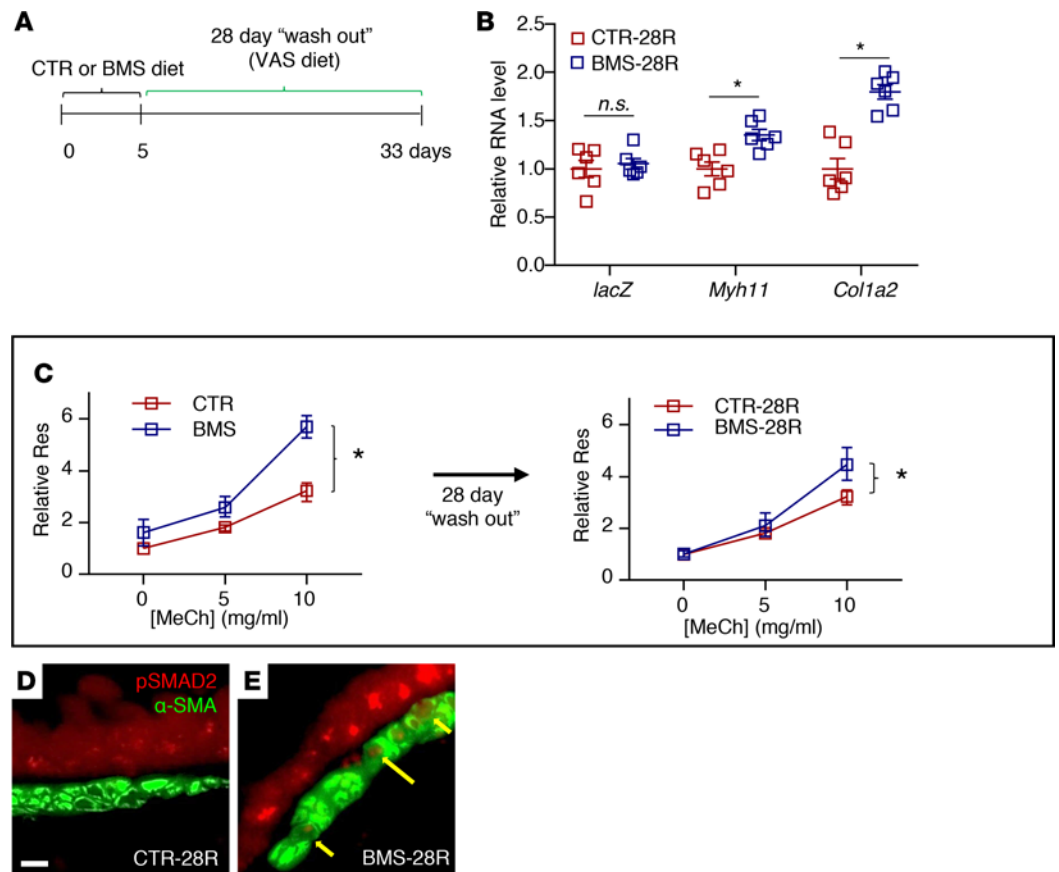 A
28 day “wash out”
(VAS diet)
CTR or BMS diet
0 5 33 days
B
CTR-28R
BMS-28R
Relative RNA level
2.5
2.0
1.5
1.0
0.5
0.0
n.s.
*
*
lacZ Myh11 Col1a2
C
CTR
BMS
Relative Res
6
4
2
0
*
0 5 10
[MeCh] (mg/ml)
28 day
“wash out”
CTR-28R
BMS-28R
Relative Res
6
4
2
0
*
0 5 10
[MeCh] (mg/ml)
D
pSMAD2
α-SMA
CTR-28R
E
BMS-28R